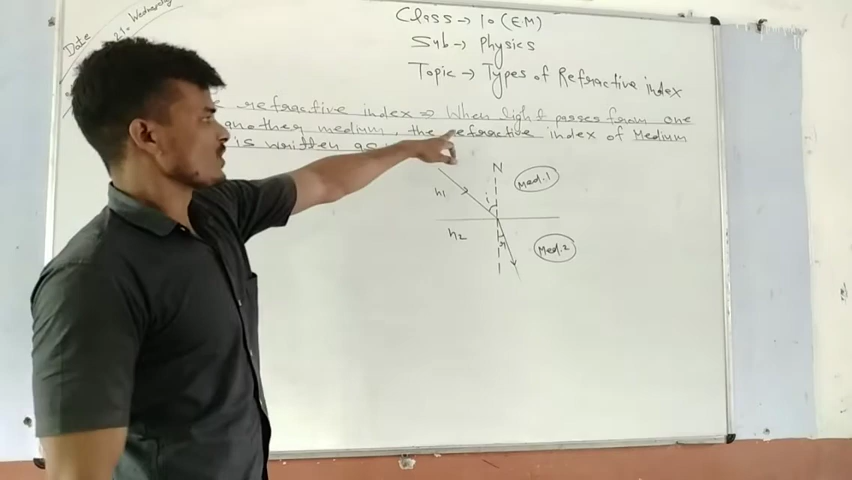 Date
21. Wednesday
Class → 10 (E.M)
Sub → Physics
Topic → Types of Refractive index
refractive index ⇒ When light passes from one
another medium, the refractive index of Medium
is written as
N
Med.1
n1
i
n2
r
Med.2